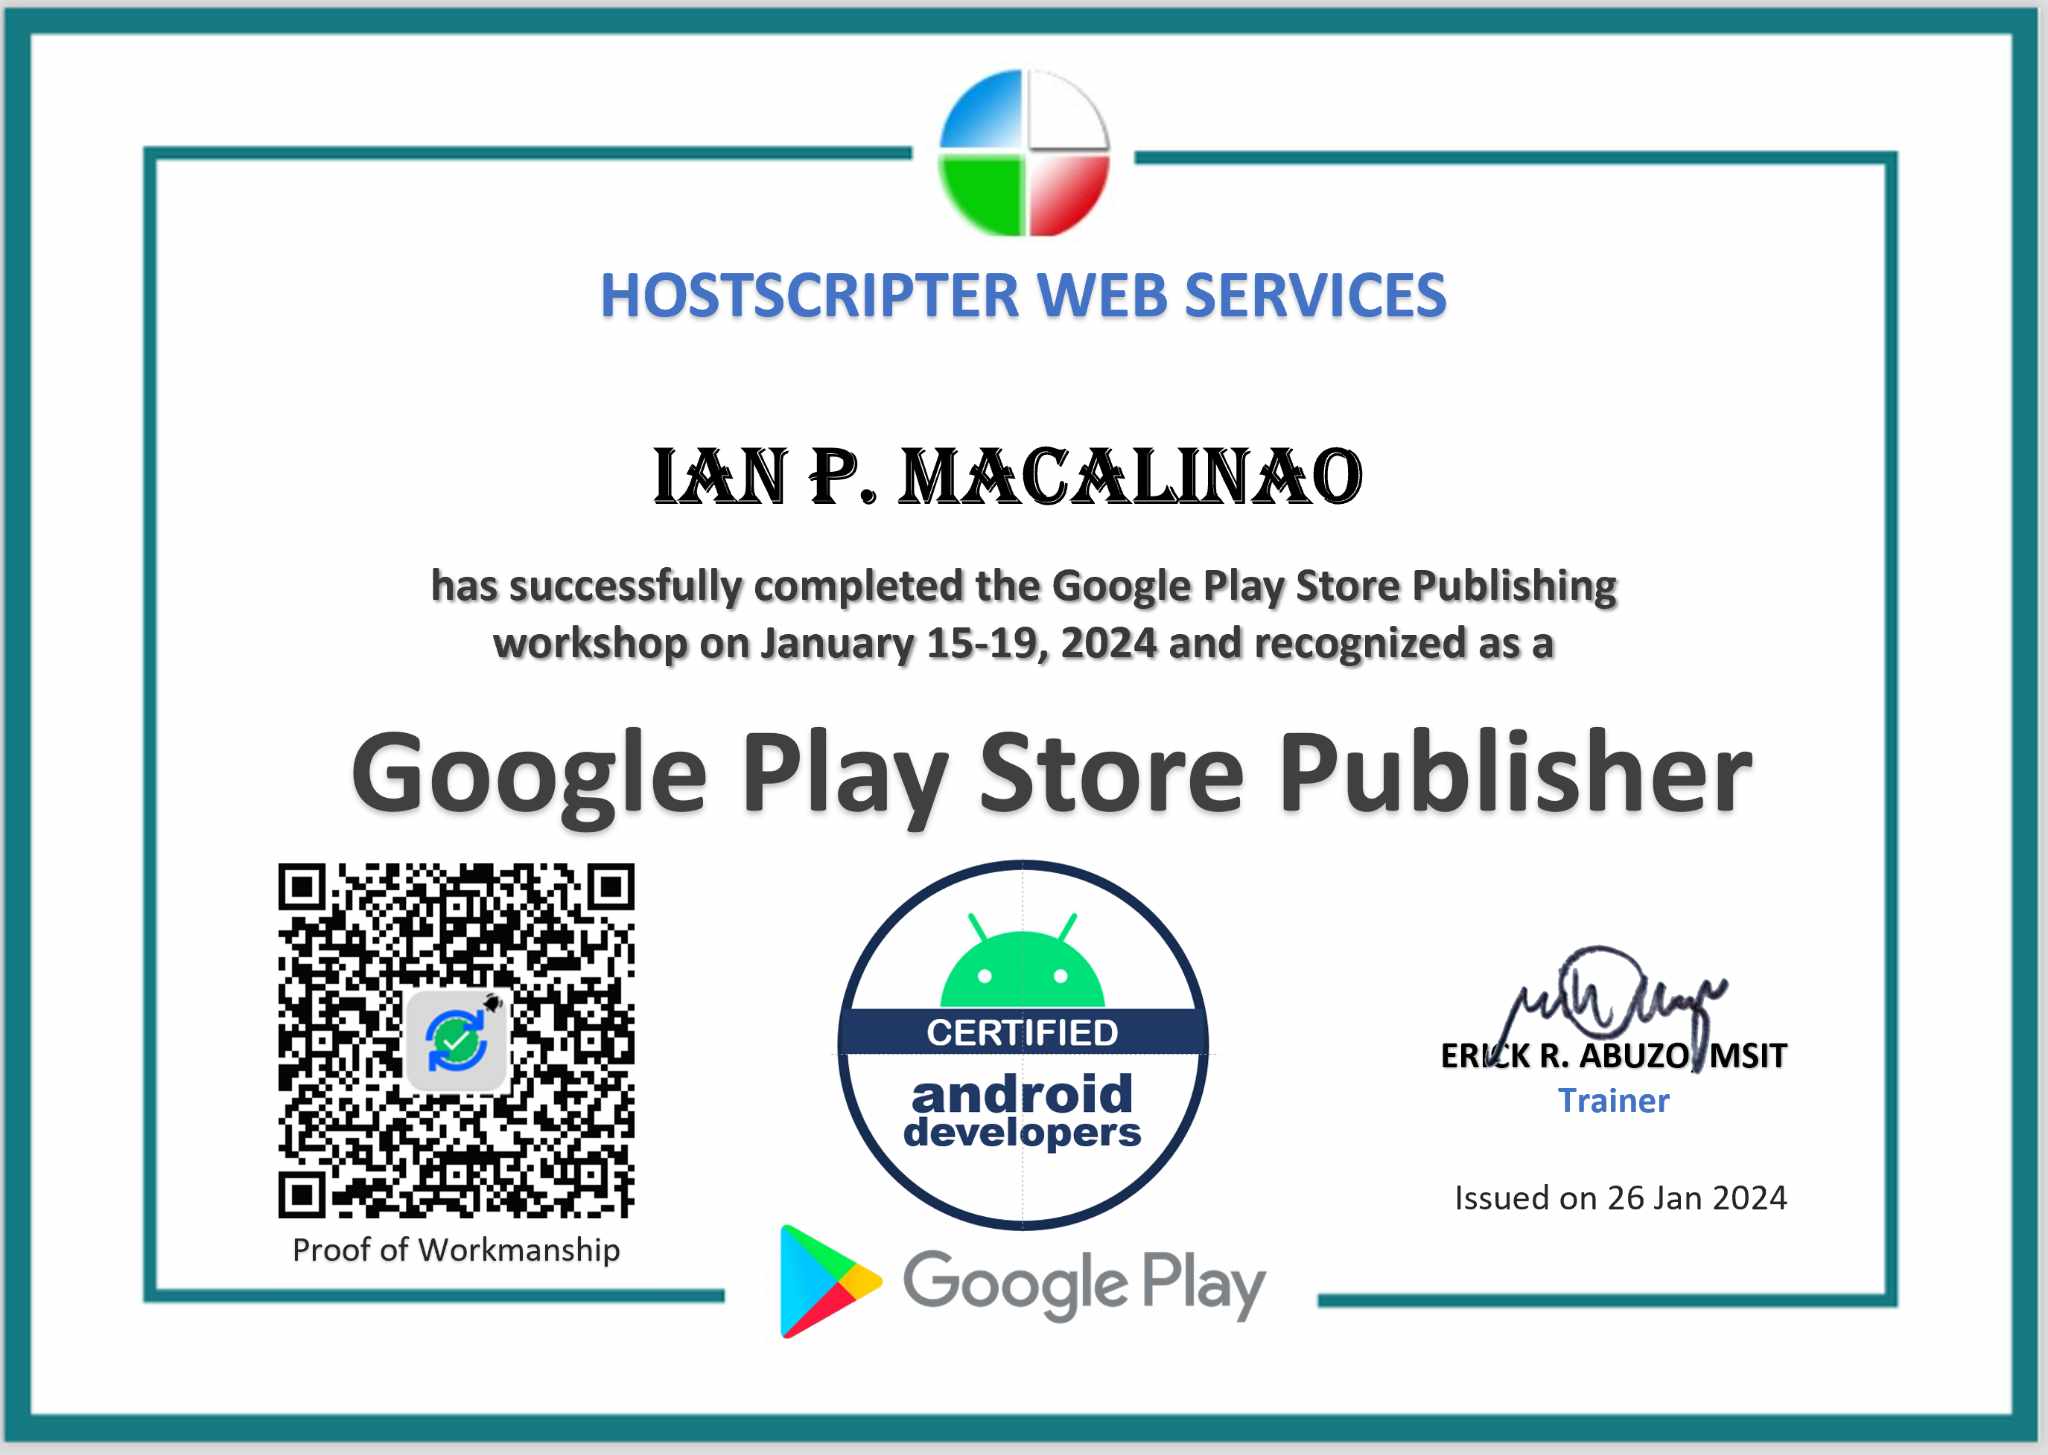 HOSTSCRIPTER WEB SERVICES
IAN P. MACALINAO
has successfully completed the Google Play Store Publishing
workshop on January 15-19, 2024 and recognized as a
Google Play Store Publisher
CERTIFIED
android
developers
ERICK R. ABUZO, MSIT
Trainer
Issued on 26 Jan 2024
Proof of Workmanship
Google Play